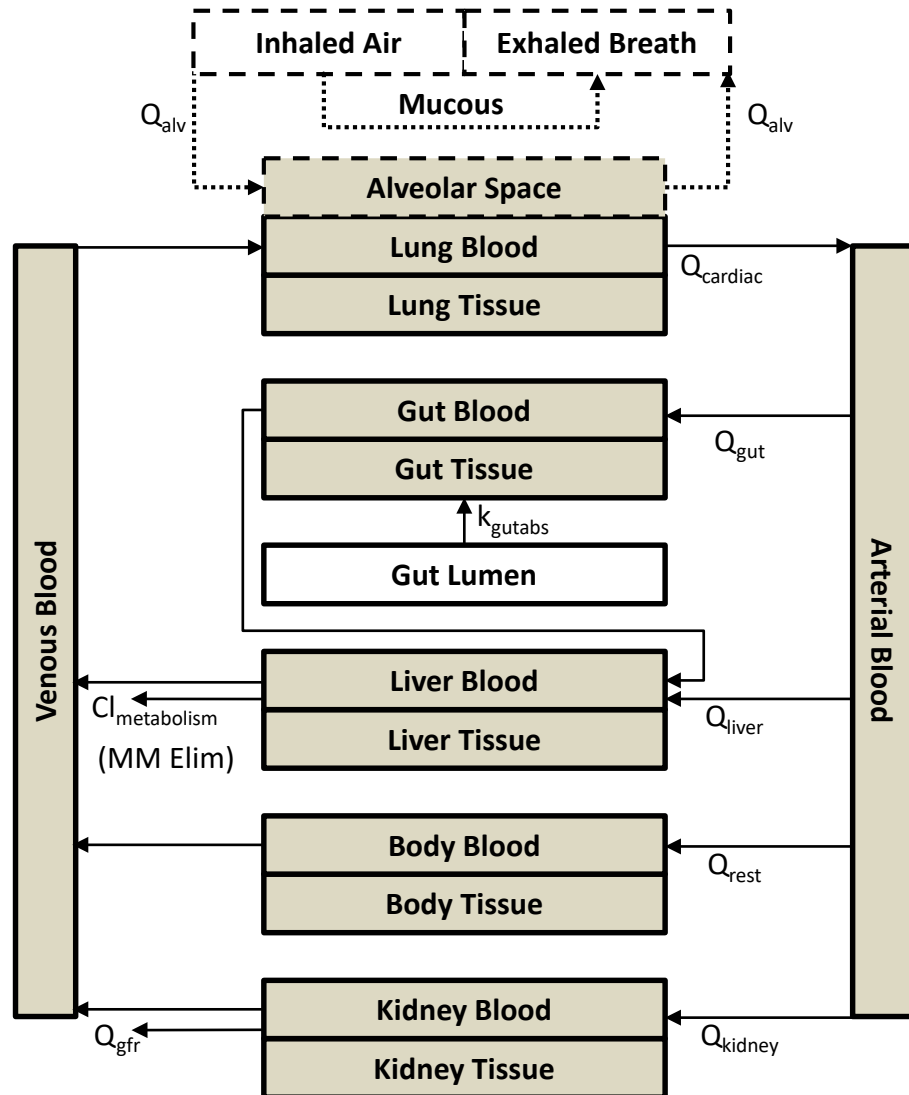 Inhaled Air
Exhaled Breath
Mucous
Qalv
Qalv
Alveolar Space
Lung Blood
Qcardiac
Lung Tissue
Gut Blood
Qgut
Gut Tissue
kgutabs
Gut Lumen
Venous Blood
Arterial Blood
Liver Blood
Clmetabolism
Qliver
(MM Elim)
Liver Tissue
Body Blood
Qrest
Body Tissue
Kidney Blood
Qgfr
Qkidney
Kidney Tissue